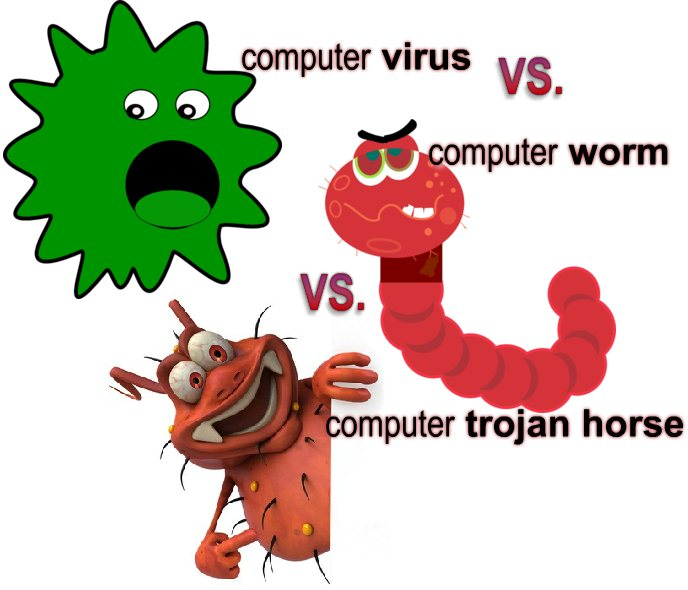 computer virus
vs.
computer worm
vs.
computer trojan horse